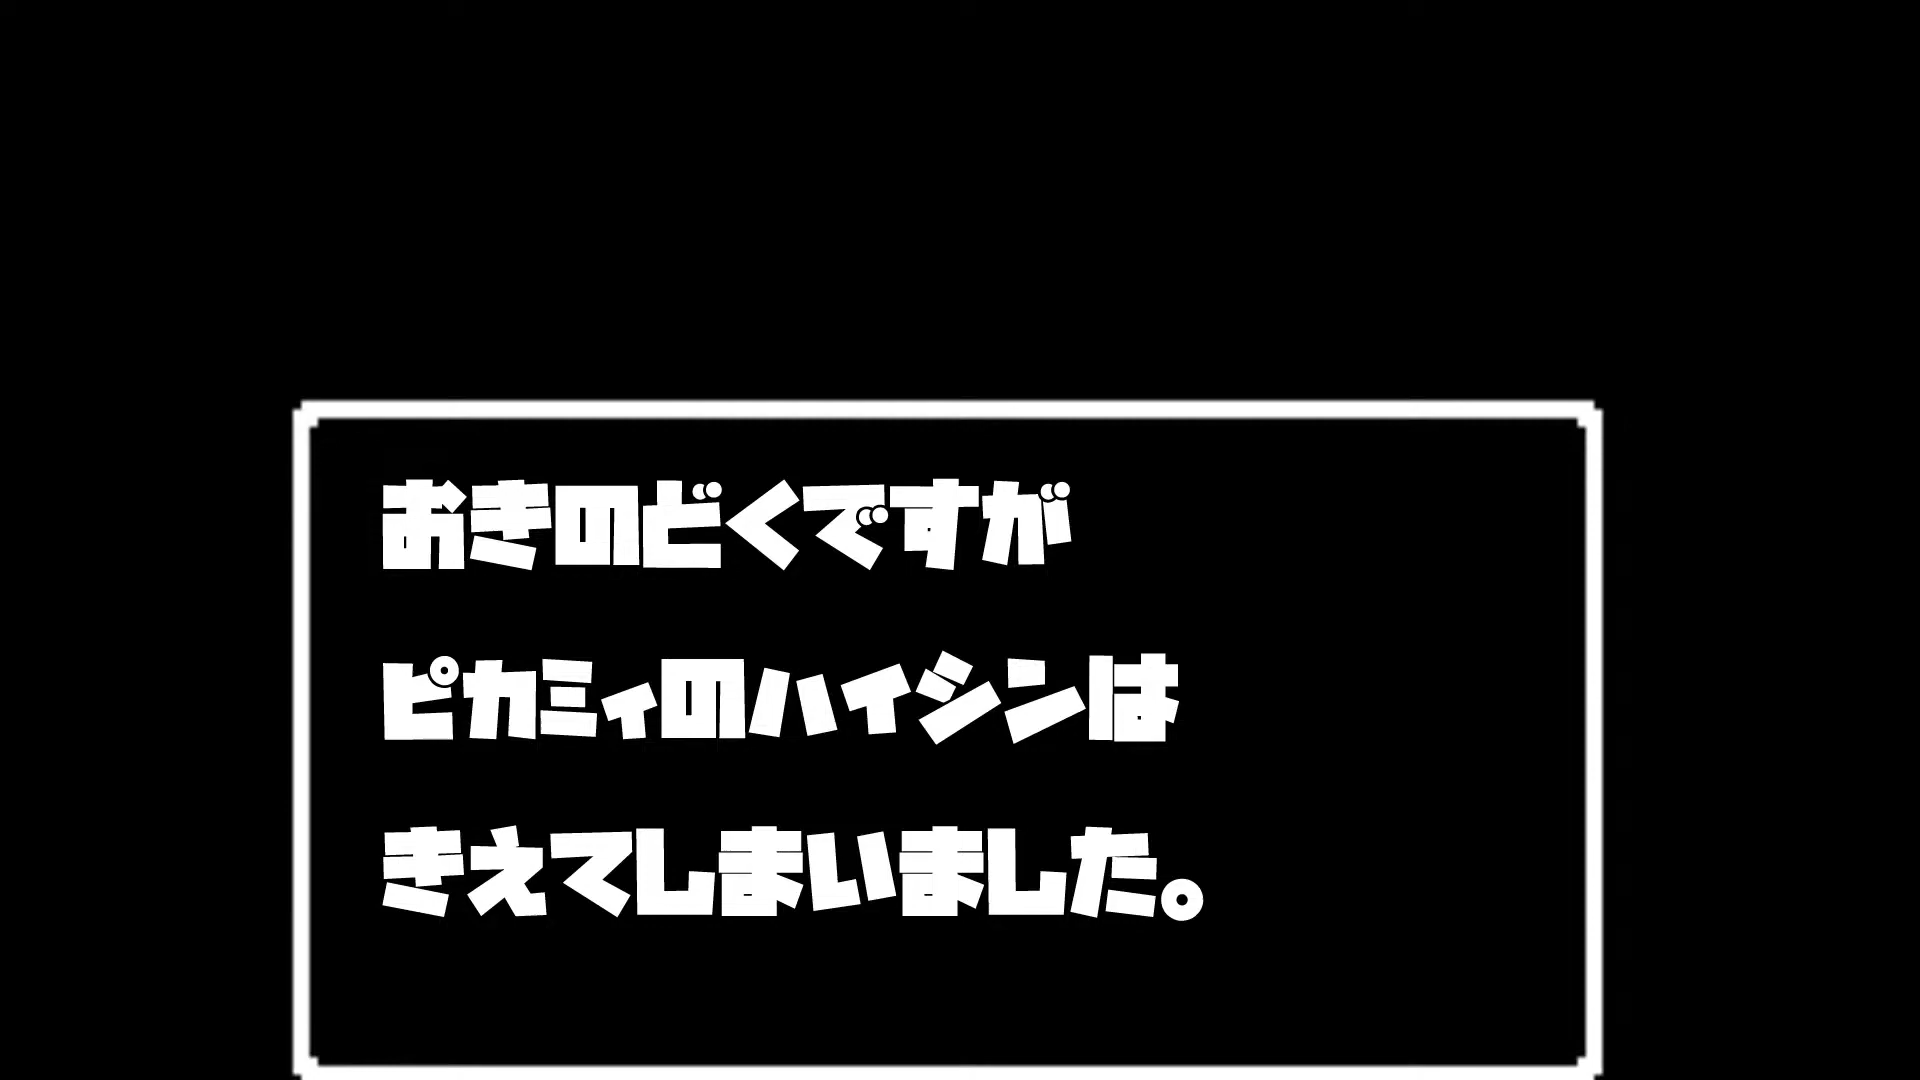 おきのどくですが
ピカミィのハイシンは
きえてしまいました。